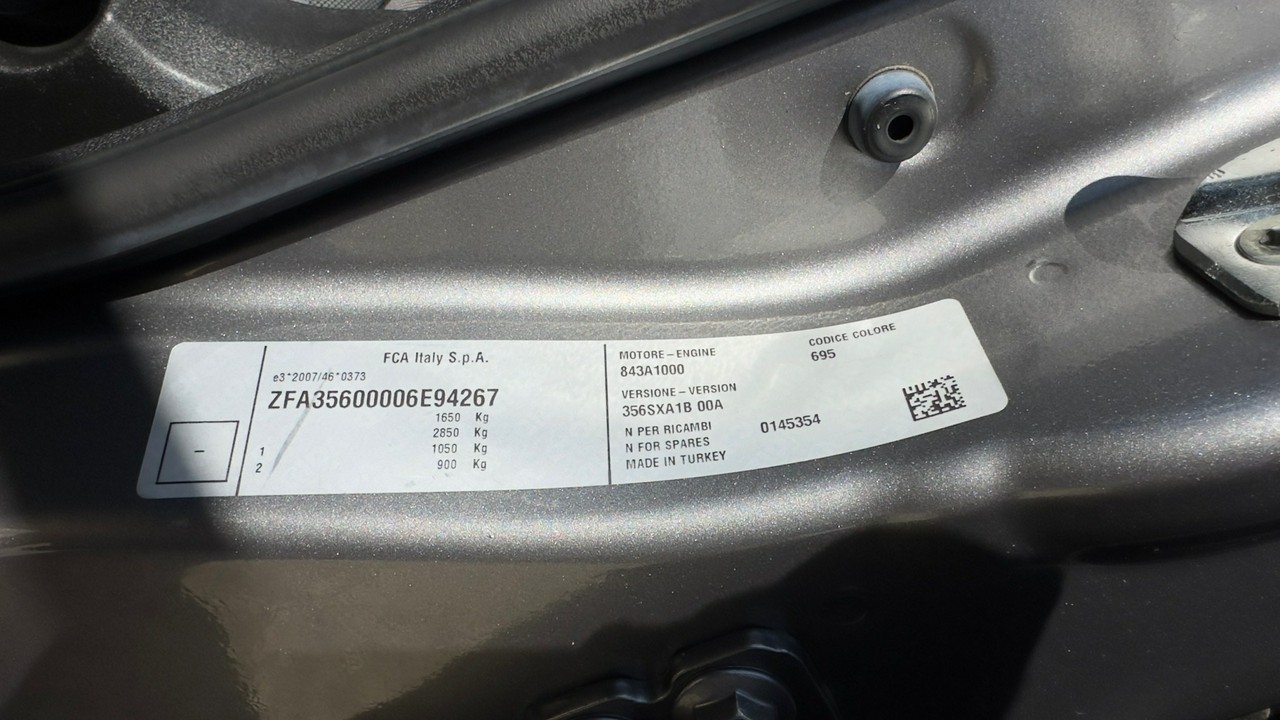 FCA Italy S.p.A.
e3*2007/46*0373
ZFA35600006E94267
1650 Kg
2850 Kg
1 1050 Kg
2 900 Kg
-
MOTORE - ENGINE
843A1000
CODICE COLORE
695
VERSIONE - VERSION
356SXA1B 00A
N PER RICAMBI
N FOR SPARES
0145354
MADE IN TURKEY